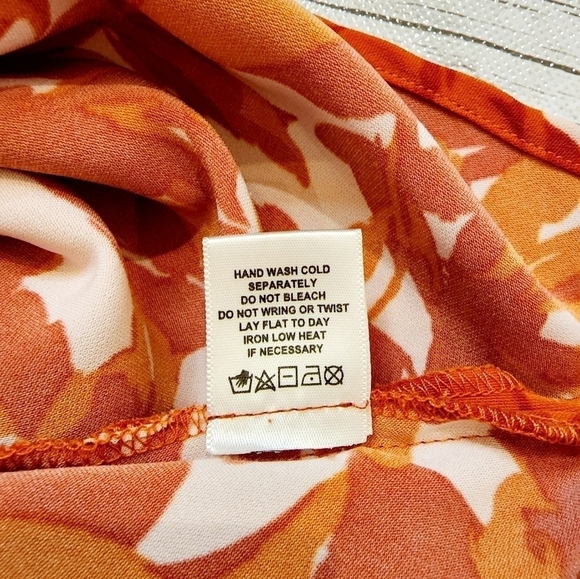 HAND WASH COLD
SEPARATELY
DO NOT BLEACH
DO NOT WRING OR TWIST
LAY FLAT TO DAY
IRON LOW HEAT
IF NECESSARY